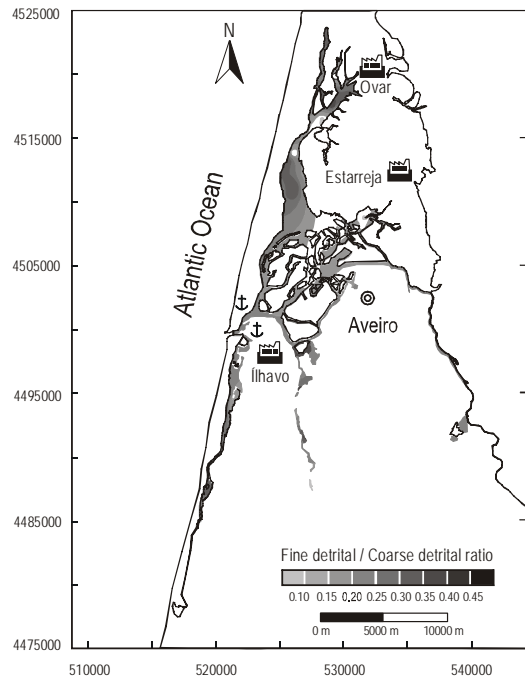 4525000
N
Ovar
4515000
Estarreja
Atlantic Ocean
4505000
Aveiro
4495000
Ílhavo
4485000
Fine detrital / Coarse detrital ratio
0.10 0.15 0.20 0.25 0.30 0.35 0.40 0.45
0 m 5000 m 10000 m
4475000
510000 520000 530000 540000